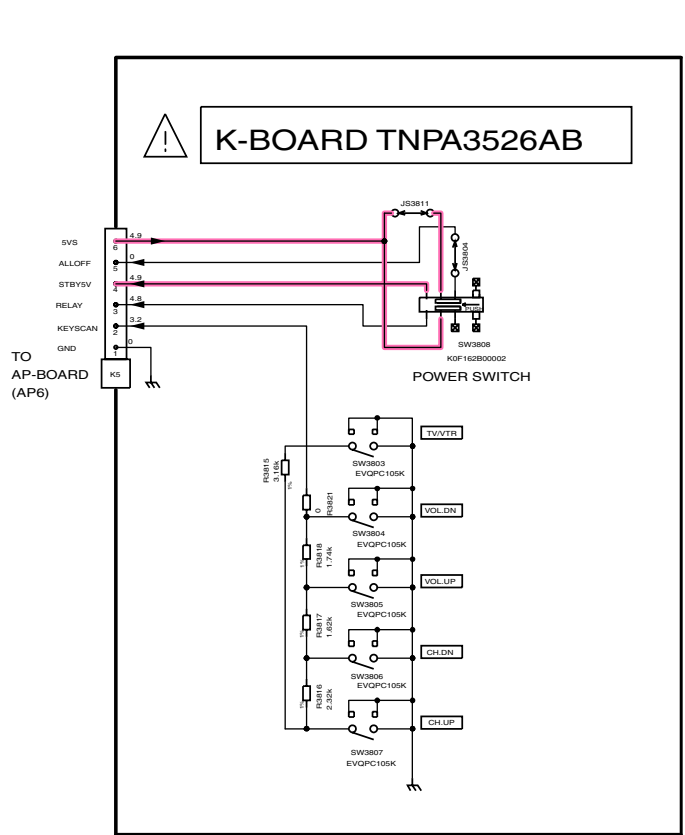 K-BOARD TNPA3526AB
JS3811
JS3804
5VS
6
4.9
ALLOFF
5
0
STBY5V
4
4.9
RELAY
3
4.8
KEYSCAN
2
3.2
GND
1
0
K5
TO
AP-BOARD
(AP6)
PUSH
SW3808
K0F162B00002
POWER SWITCH
R3815
3.16k
1%
TV/VTR
SW3803
EVQPC105K
0
R3821
VOL.DN
SW3804
EVQPC105K
1%
R3818
1.74k
VOL.UP
SW3805
EVQPC105K
1%
R3817
1.62k
CH.DN
SW3806
EVQPC105K
1%
R3816
2.32k
CH.UP
SW3807
EVQPC105K